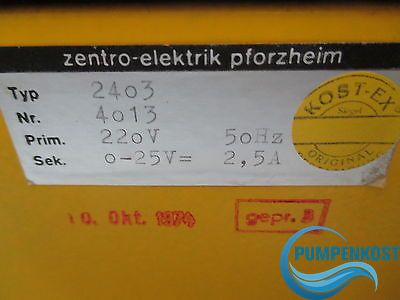 zentro-elektrik pforzheim
Typ 2403
Nr. 4013
Prim. 220V 50Hz
Sek. 0-25V= 2,5A
KOST-EX
Siegel
ORIGINAL
10. Okt. 1974
gepr. 3
PUMPENKOST